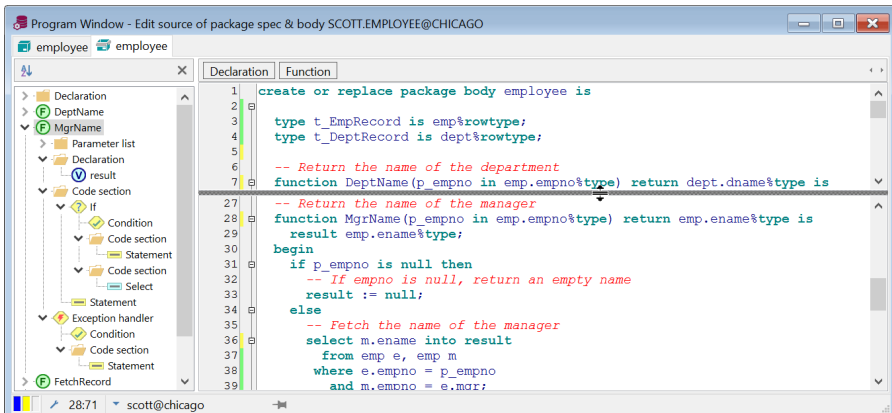 Program Window - Edit source of package spec & body SCOTT.EMPLOYEE@CHICAGO
employee employee
Declaration Function
Declaration
DeptName
MgrName
Parameter list
Declaration
result
Code section
If
Condition
Code section
Statement
Code section
Select
Statement
Exception handler
Condition
Code section
Statement
FetchRecord
1 create or replace package body employee is
2
3 type t_EmpRecord is emp%rowtype;
4 type t_DeptRecord is dept%rowtype;
5
6 -- Return the name of the department
7 function DeptName(p_empno in emp.empno%type) return dept.dname%type is
27 -- Return the name of the manager
28 function MgrName(p_empno in emp.empno%type) return emp.ename%type is
29 result emp.ename%type;
30 begin
31 if p_empno is null then
32 -- If empno is null, return an empty name
33 result := null;
34 else
35 -- Fetch the name of the manager
36 select m.ename into result
37 from emp e, emp m
38 where e.empno = p_empno
39 and m.empno = e.mgr;
28:71 scott@chicago